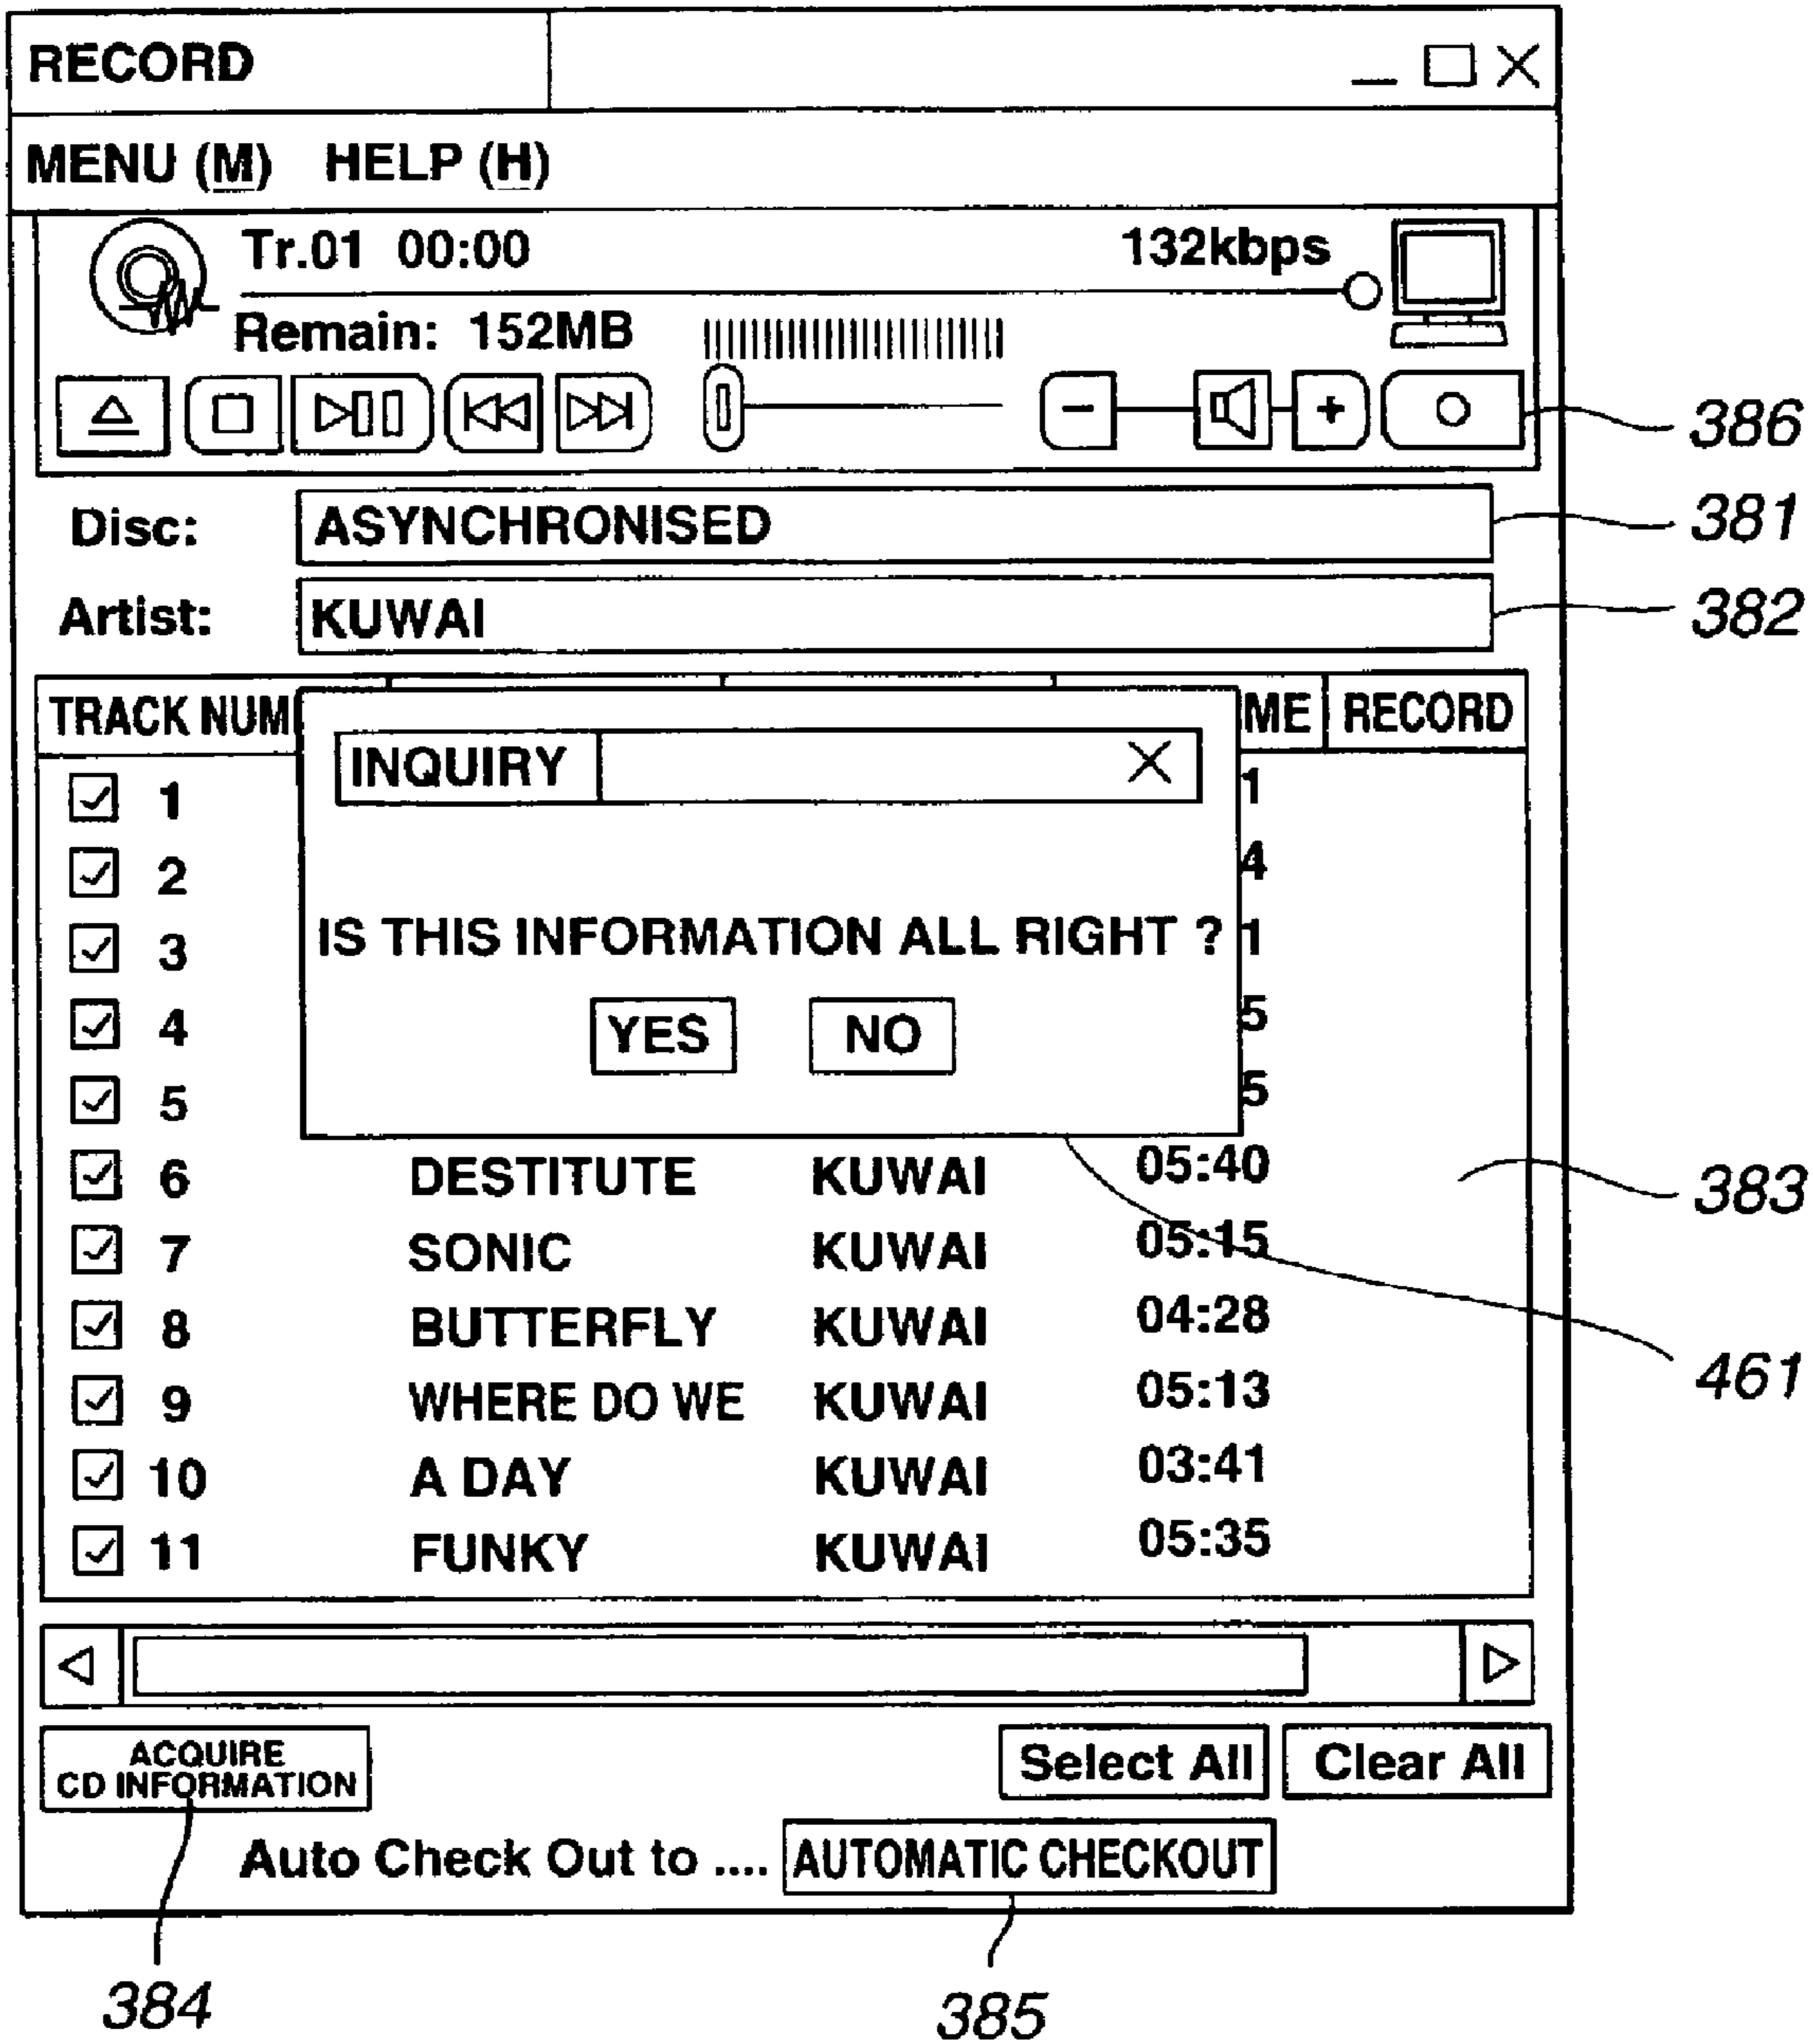 RECORD
MENU (M) HELP (H)
Tr.01 00:00 132kbps
Remain: 152MB
- +
386
Disc: ASYNCHRONISED
381
Artist: KUWAI
382
TRACK NUM ME RECORD
INQUIRY
IS THIS INFORMATION ALL RIGHT ?
YES NO
1 1
2 4
3 1
4 5
5 5
6 DESTITUTE KUWAI 05:40
383
7 SONIC KUWAI 05:15
8 BUTTERFLY KUWAI 04:28
461
9 WHERE DO WE KUWAI 05:13
10 A DAY KUWAI 03:41
11 FUNKY KUWAI 05:35
ACQUIRE
CD INFORMATION
Select All Clear All
Auto Check Out to .... AUTOMATIC CHECKOUT
384 385